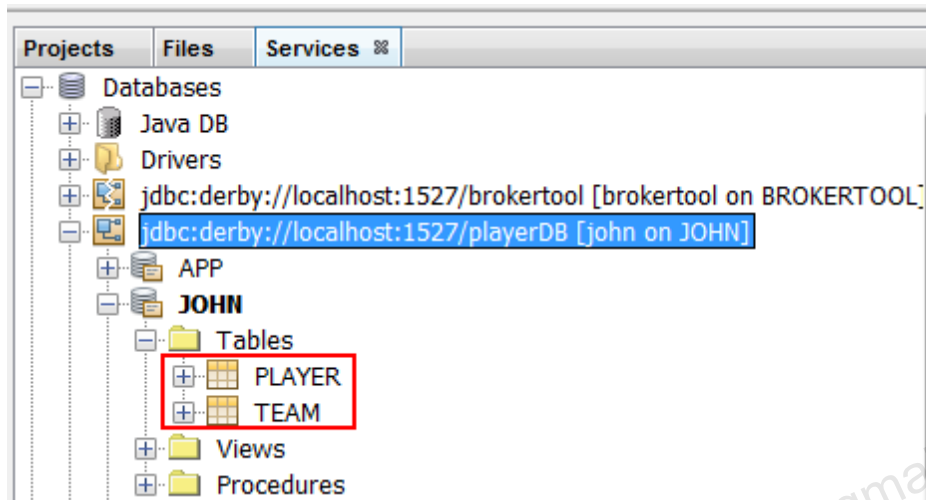 Projects Files Services
Databases
Java DB
Drivers
jdbc:derby://localhost:1527/brokertool [brokertool on BROKERTOOL]
jdbc:derby://localhost:1527/playerDB [john on JOHN]
APP
JOHN
Tables
PLAYER
TEAM
Views
Procedures